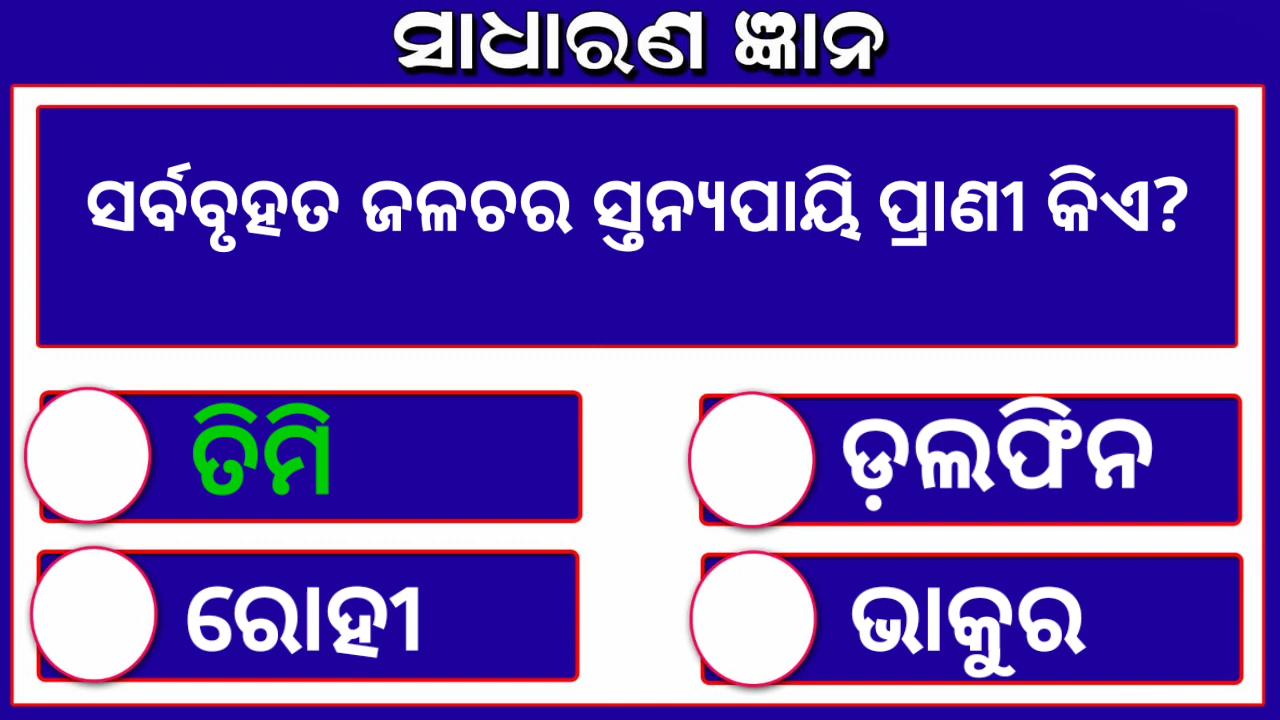 ସାଧାରଣ ଜ୍ଞାନ
ସର୍ବବୃହତ ଜଳଚର ସ୍ତନ୍ୟପାୟି ପ୍ରାଣୀ କିଏ?
ତିମି
ଡ଼ଲଫିନ
ରୋହୀ
ଭାକୁର